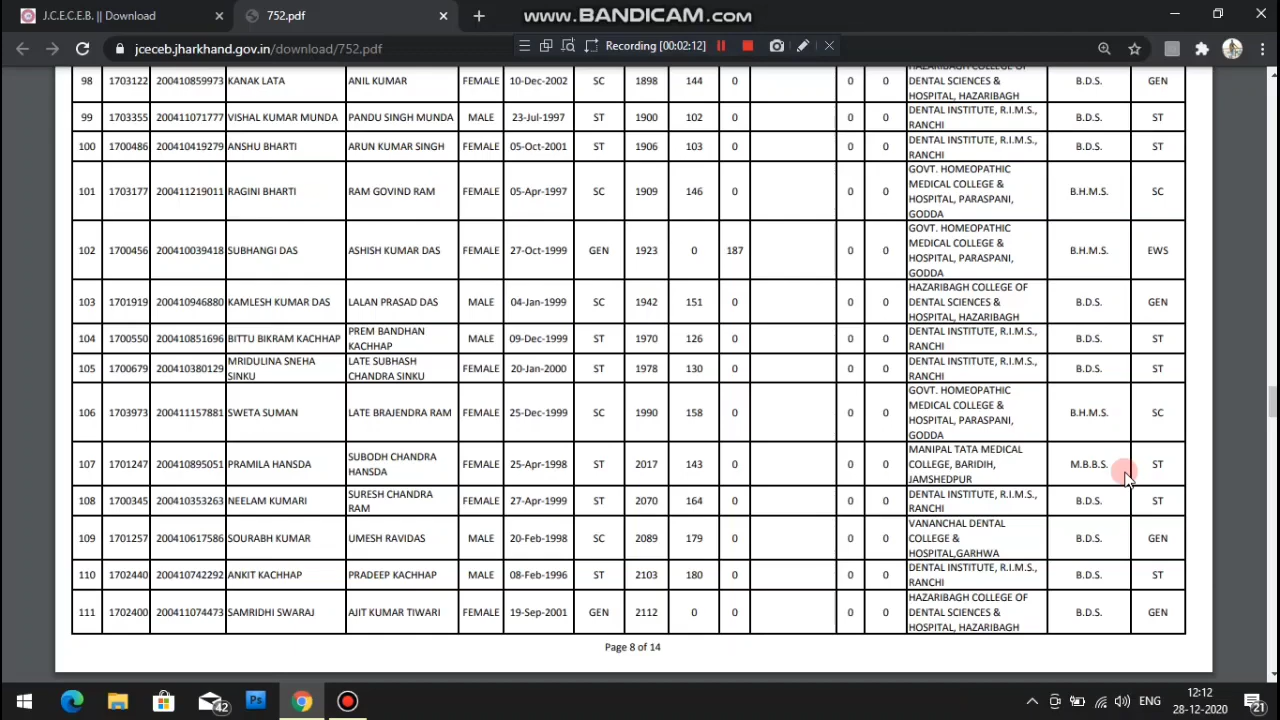 J.C.E.C.E.B. || Download
752.pdf
www.BANDICAM.com
jceceb.jharkhand.gov.in/download/752.pdf
Recording [00:02:12]
98 1703122 200410859973 KANAK LATA ANIL KUMAR FEMALE 10-Dec-2002 SC 1898 144 0 0 0 HAZARIBAGH COLLEGE OF
DENTAL SCIENCES &
HOSPITAL, HAZARIBAGH B.D.S. GEN
99 1703355 200411071777 VISHAL KUMAR MUNDA PANDU SINGH MUNDA MALE 23-Jul-1997 ST 1900 102 0 0 0 DENTAL INSTITUTE, R.I.M.S.,
RANCHI B.D.S. ST
100 1700486 200410419279 ANSHU BHARTI ARUN KUMAR SINGH FEMALE 05-Oct-2001 ST 1906 103 0 0 0 DENTAL INSTITUTE, R.I.M.S.,
RANCHI B.D.S. ST
101 1703177 200411219011 RAGINI BHARTI RAM GOVIND RAM FEMALE 05-Apr-1997 SC 1909 146 0 0 0 GOVT. HOMEOPATHIC
MEDICAL COLLEGE &
HOSPITAL, PARASPANI,
GODDA B.H.M.S. SC
102 1700456 200410039418 SUBHANGI DAS ASHISH KUMAR DAS FEMALE 27-Oct-1999 GEN 1923 0 187 0 0 GOVT. HOMEOPATHIC
MEDICAL COLLEGE &
HOSPITAL, PARASPANI,
GODDA B.H.M.S. EWS
103 1701919 200410946880 KAMLESH KUMAR DAS LALAN PRASAD DAS MALE 04-Jan-1999 SC 1942 151 0 0 0 HAZARIBAGH COLLEGE OF
DENTAL SCIENCES &
HOSPITAL, HAZARIBAGH B.D.S. GEN
104 1700550 200410851696 BITTU BIKRAM KACHHAP PREM BANDHAN
KACHHAP MALE 09-Dec-1999 ST 1970 126 0 0 0 DENTAL INSTITUTE, R.I.M.S.,
RANCHI B.D.S. ST
105 1700679 200410380129 MRIDULINA SNEHA
SINKU LATE SUBHASH
CHANDRA SINKU FEMALE 20-Jan-2000 ST 1978 130 0 0 0 DENTAL INSTITUTE, R.I.M.S.,
RANCHI B.D.S. ST
106 1703973 200411157881 SWETA SUMAN LATE BRAJENDRA RAM FEMALE 25-Dec-1999 SC 1990 158 0 0 0 GOVT. HOMEOPATHIC
MEDICAL COLLEGE &
HOSPITAL, PARASPANI,
GODDA B.H.M.S. SC
107 1701247 200410895051 PRAMILA HANSDA SUBODH CHANDRA
HANSDA FEMALE 25-Apr-1998 ST 2017 143 0 0 0 MANIPAL TATA MEDICAL
COLLEGE, BARIDIH,
JAMSHEDPUR M.B.B.S. ST
108 1700345 200410353263 NEELAM KUMARI SURESH CHANDRA
RAM FEMALE 27-Apr-1999 ST 2070 164 0 0 0 DENTAL INSTITUTE, R.I.M.S.,
RANCHI B.D.S. ST
109 1701257 200410617586 SOURABH KUMAR UMESH RAVIDAS MALE 20-Feb-1998 SC 2089 179 0 0 0 VANANCHAL DENTAL
COLLEGE &
HOSPITAL,GARHWA B.D.S. GEN
110 1702440 200410742292 ANKIT KACHHAP PRADEEP KACHHAP MALE 08-Feb-1996 ST 2103 180 0 0 0 DENTAL INSTITUTE, R.I.M.S.,
RANCHI B.D.S. ST
111 1702400 200411074473 SAMRIDHI SWARAJ AJIT KUMAR TIWARI FEMALE 19-Sep-2001 GEN 2112 0 0 0 0 HAZARIBAGH COLLEGE OF
DENTAL SCIENCES &
HOSPITAL, HAZARIBAGH B.D.S. GEN
Page 8 of 14
42
Ps
ENG
12:12
28-12-2020
21